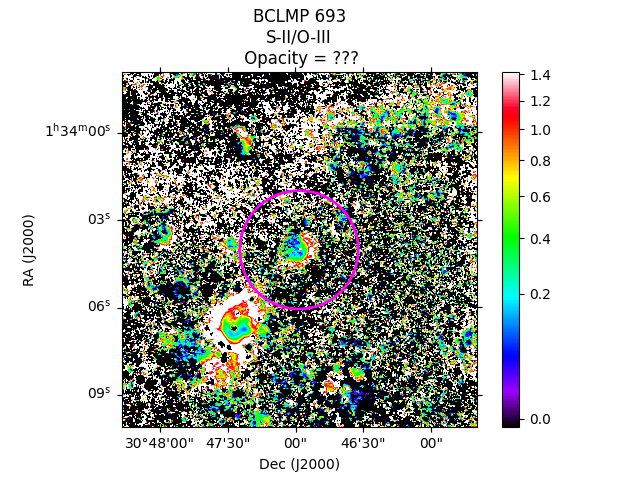 BCLMP 693
S-II/O-III
Opacity = ???
1h34m00s
03s
06s
09s
RA (J2000)
30°48'00"
47'30"
00"
46'30"
00"
Dec (J2000)
1.4
1.2
1.0
0.8
0.6
0.4
0.2
0.0